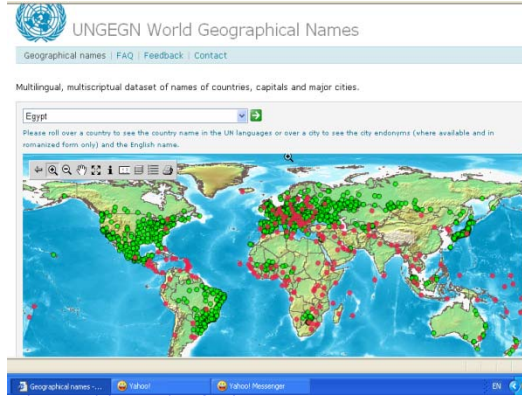 UNGEGN World Geographical Names
Geographical names | FAQ | Feedback | Contact
Multilingual, multiscriptual dataset of names of countries, capitals and major cities.
Egypt
Please roll over a country to see the country name in the UN languages or over a city to see the city endonyms (where available and in
romanized form only) and the English name.
Geographical names -...
Yahoo!
Yahoo! Messenger
EN